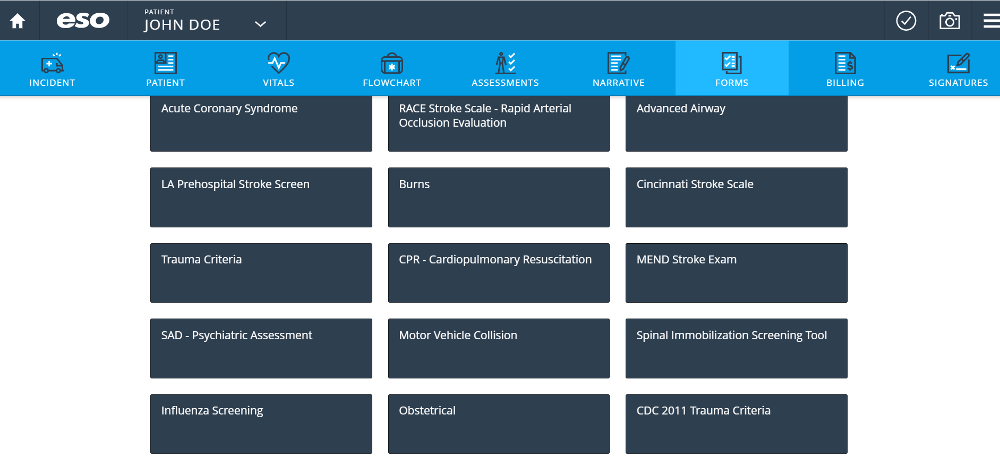 eso
PATIENT
JOHN DOE
INCIDENT
PATIENT
VITALS
FLOWCHART
ASSESSMENTS
NARRATIVE
FORMS
BILLING
SIGNATURES
Acute Coronary Syndrome
RACE Stroke Scale - Rapid Arterial
Occlusion Evaluation
Advanced Airway
LA Prehospital Stroke Screen
Burns
Cincinnati Stroke Scale
Trauma Criteria
CPR - Cardiopulmonary Resuscitation
MEND Stroke Exam
SAD - Psychiatric Assessment
Motor Vehicle Collision
Spinal Immobilization Screening Tool
Influenza Screening
Obstetrical
CDC 2011 Trauma Criteria